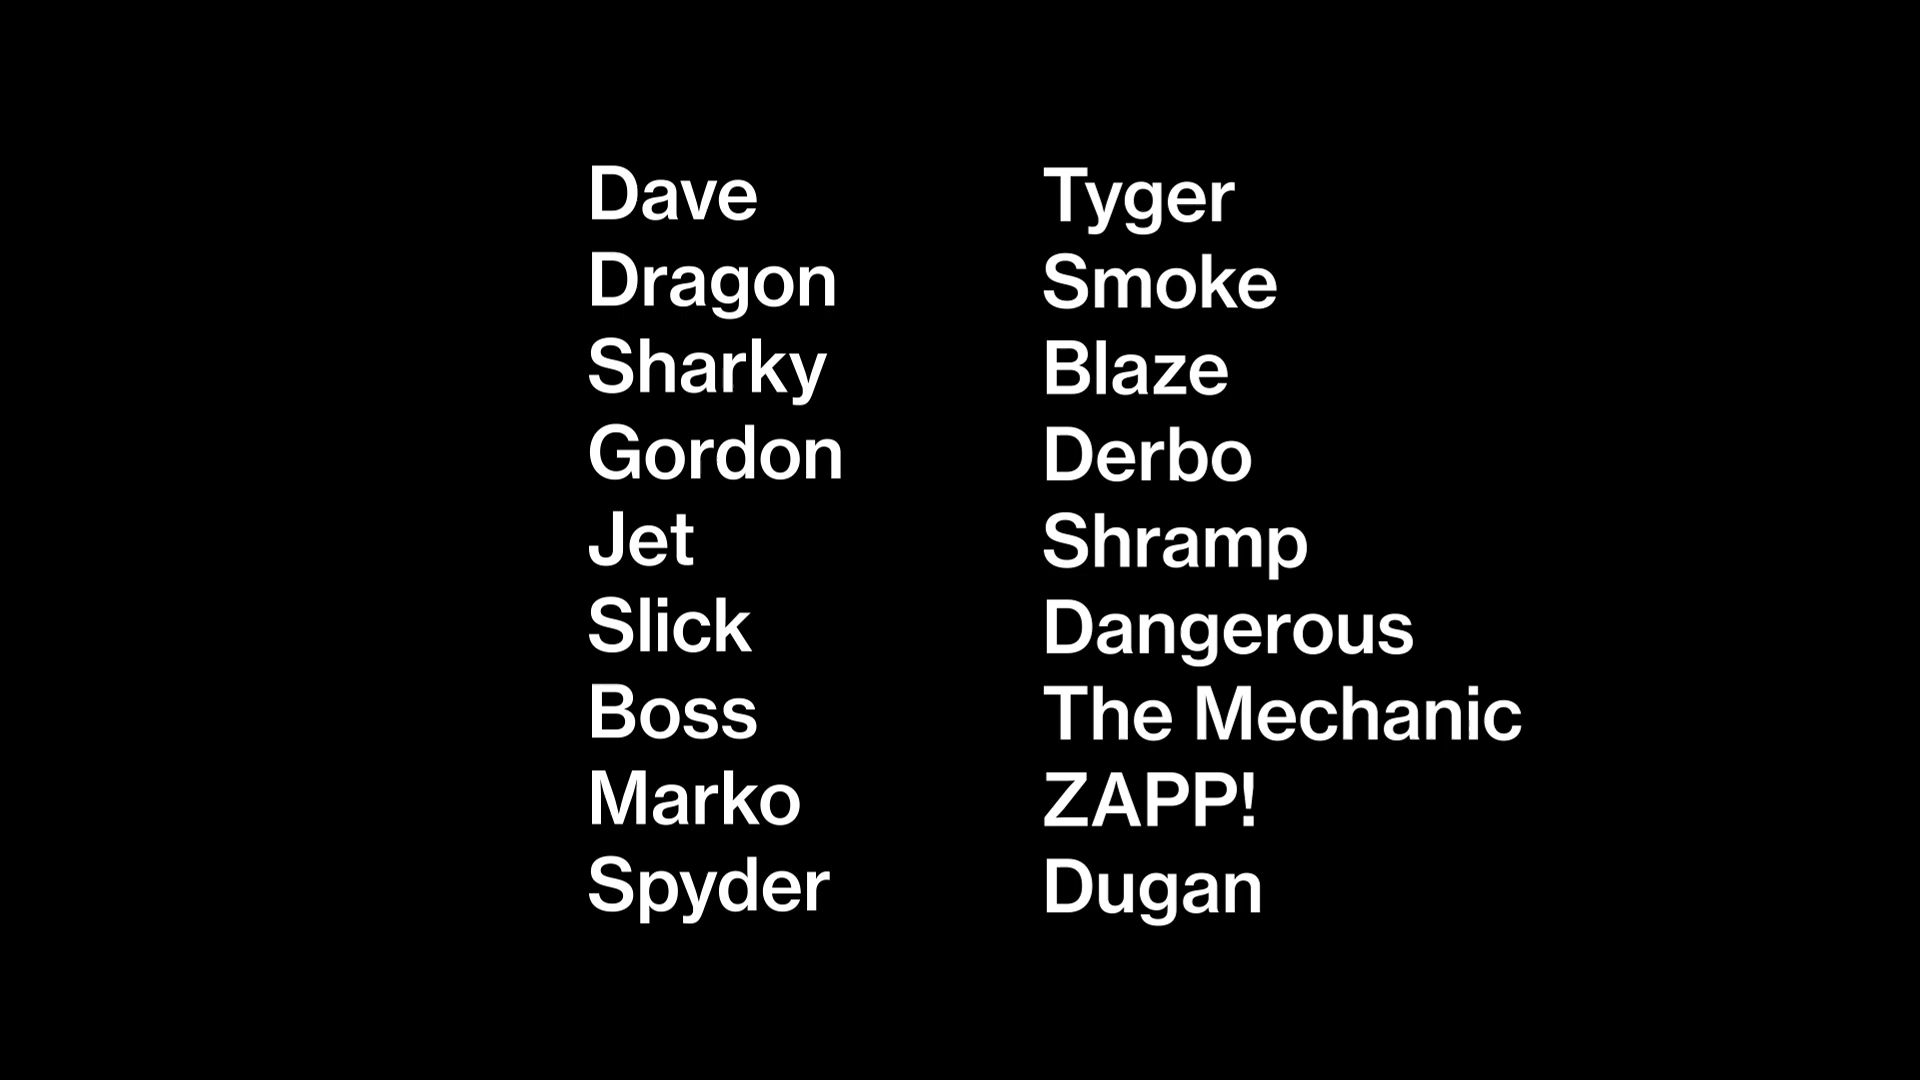 Dave
Dragon
Sharky
Gordon
Jet
Slick
Boss
Marko
Spyder
Tyger
Smoke
Blaze
Derbo
Shramp
Dangerous
The Mechanic
ZAPP!
Dugan